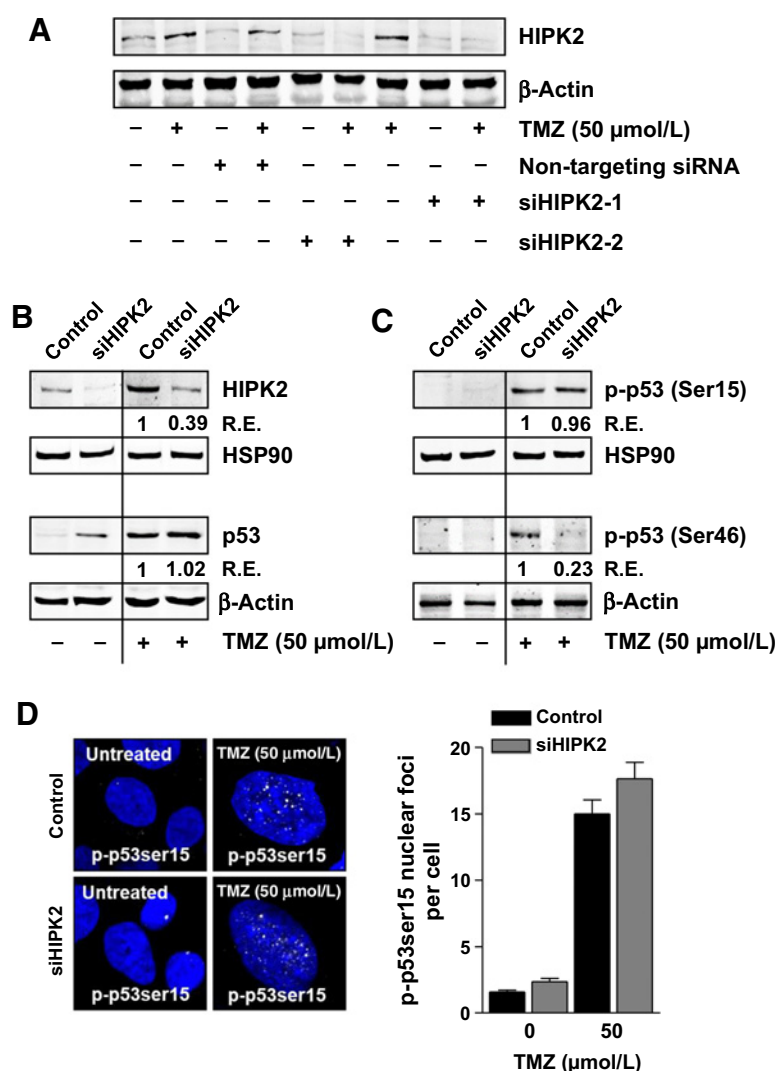 A
HIPK2
β-Actin
– + – + – + + – + TMZ (50 µmol/L)
– – + + – – – – – Non-targeting siRNA
– – – – – – – + + siHIPK2-1
– – – – + + – – – siHIPK2-2
B
Control siHIPK2 Control siHIPK2
HIPK2
1 0.39 R.E.
HSP90
p53
1 1.02 R.E.
β-Actin
– – + + TMZ (50 µmol/L)
C
Control siHIPK2 Control siHIPK2
p-p53 (Ser15)
1 0.96 R.E.
HSP90
p-p53 (Ser46)
1 0.23 R.E.
β-Actin
– – + + TMZ (50 µmol/L)
D
Control
Untreated
p-p53ser15
TMZ (50 µmol/L)
p-p53ser15
siHIPK2
Untreated
p-p53ser15
TMZ (50 µmol/L)
p-p53ser15
Control
siHIPK2
p-p53ser15 nuclear foci
per cell
20
15
10
5
0
0 50
TMZ (µmol/L)